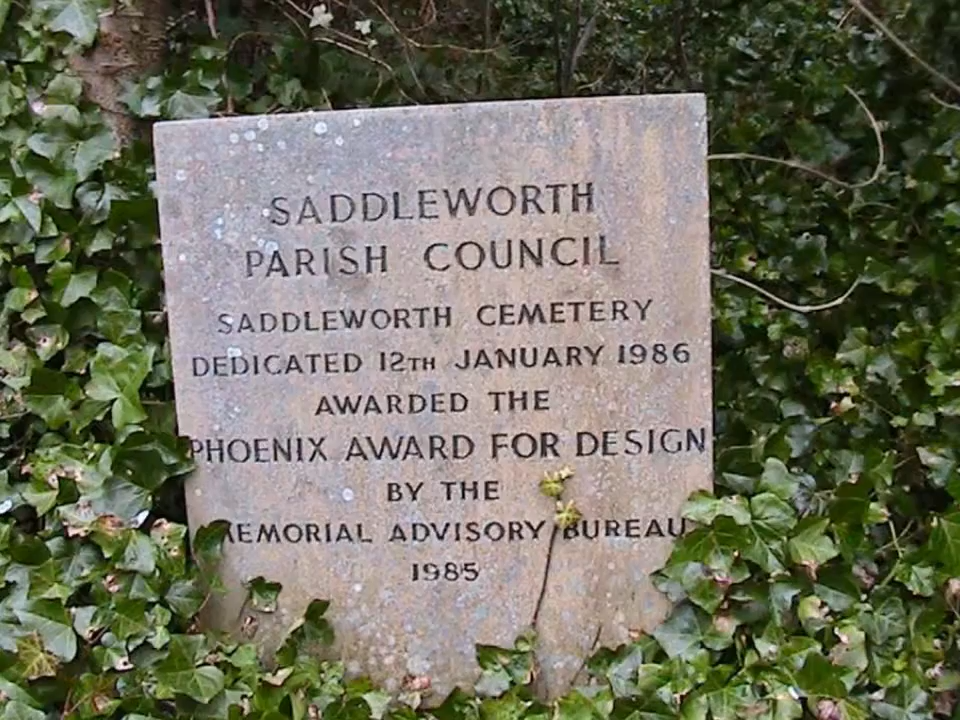 SADDLEWORTH
PARISH COUNCIL
SADDLEWORTH CEMETERY
DEDICATED 12TH JANUARY 1986
AWARDED THE
PHOENIX AWARD FOR DESIGN
BY THE
MEMORIAL ADVISORY BUREAU
1985